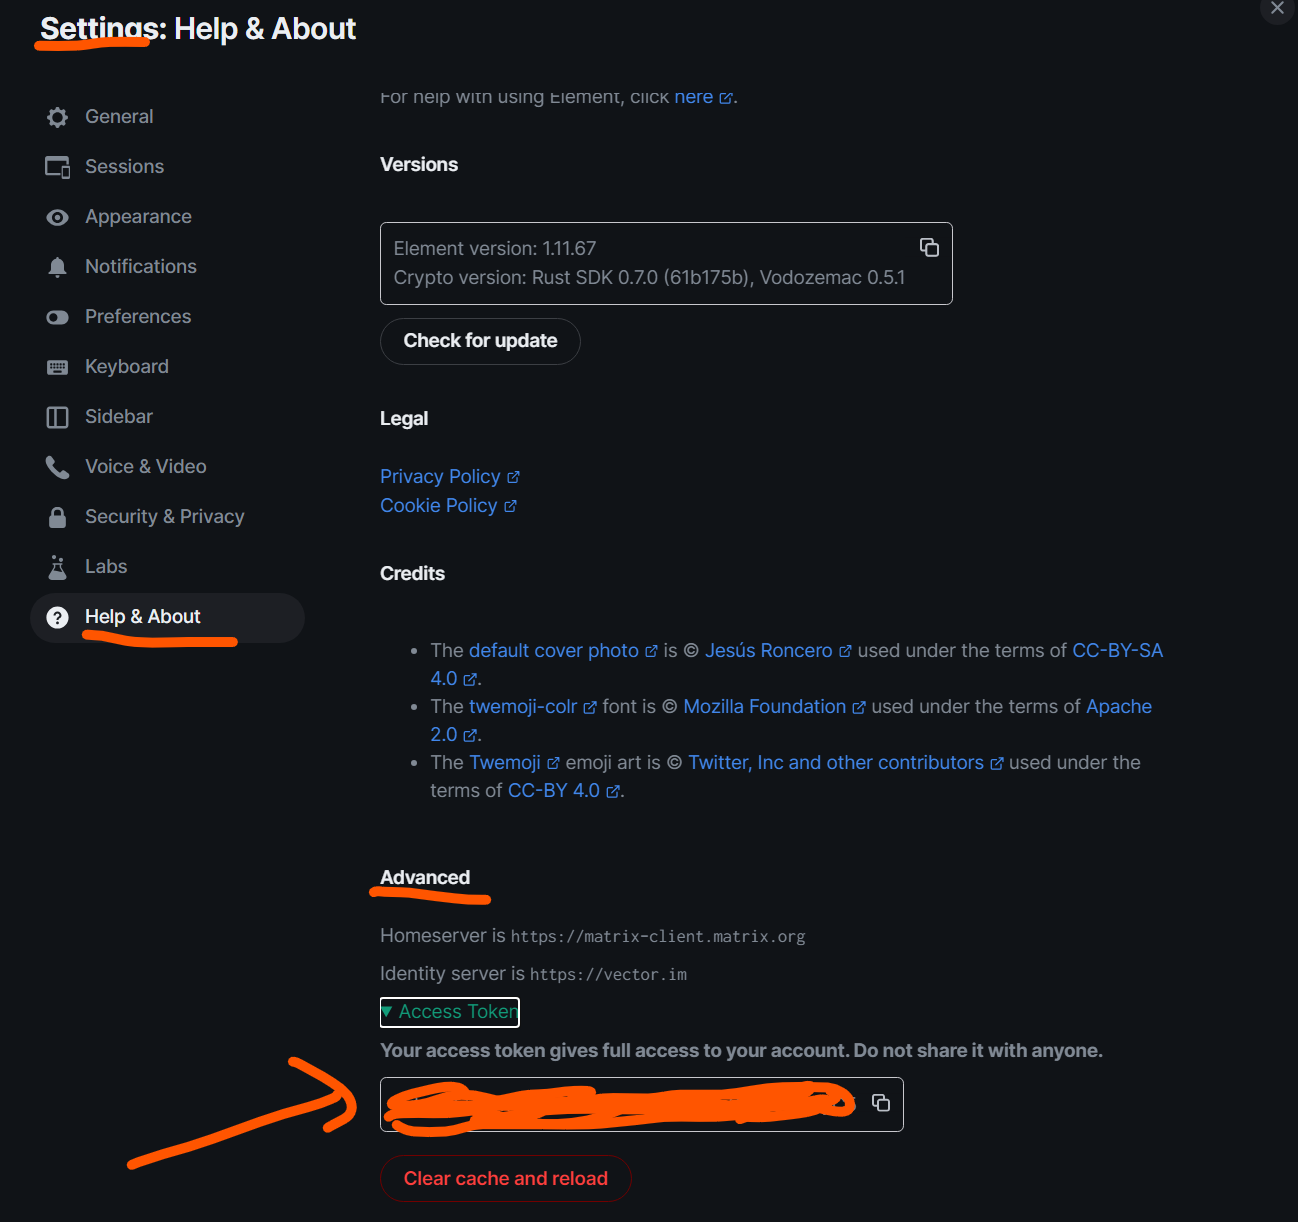 Settings: Help & About
General
Sessions
Appearance
Notifications
Preferences
Keyboard
Sidebar
Voice & Video
Security & Privacy
Labs
Help & About
For help with using Element, click here.
Versions
Element version: 1.11.67
Crypto version: Rust SDK 0.7.0 (61b175b), Vodozemac 0.5.1
Check for update
Legal
Privacy Policy
Cookie Policy
Credits
• The default cover photo is © Jesús Roncero used under the terms of CC-BY-SA
4.0.
• The twemoji-colr font is © Mozilla Foundation used under the terms of Apache
2.0.
• The Twemoji emoji art is © Twitter, Inc and other contributors used under the
terms of CC-BY 4.0.
Advanced
Homeserver is https://matrix-client.matrix.org
Identity server is https://vector.im
Access Token
Your access token gives full access to your account. Do not share it with anyone.
Clear cache and reload